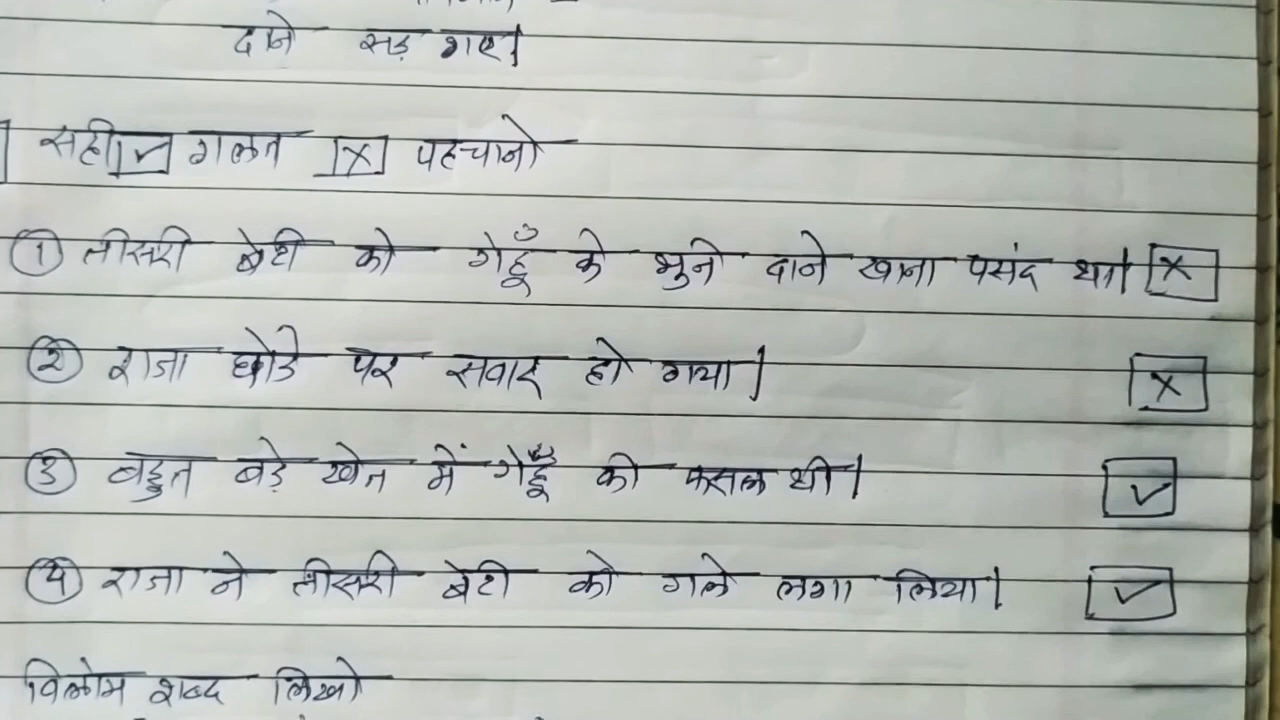 दाने सड़ गए।
सही ✓ गलत × पहचानो
① तीसरी बेटी को गेहूँ के भुने दाने खाना पसंद था। ×
② राजा घोडे पर सवार हो गया। ×
③ बहुत बड़े खेत में गेहूँ की फसल थी। ✓
④ राजा ने तीसरी बेटी को गले लगा लिया। ✓
विलोम शब्द लिखो